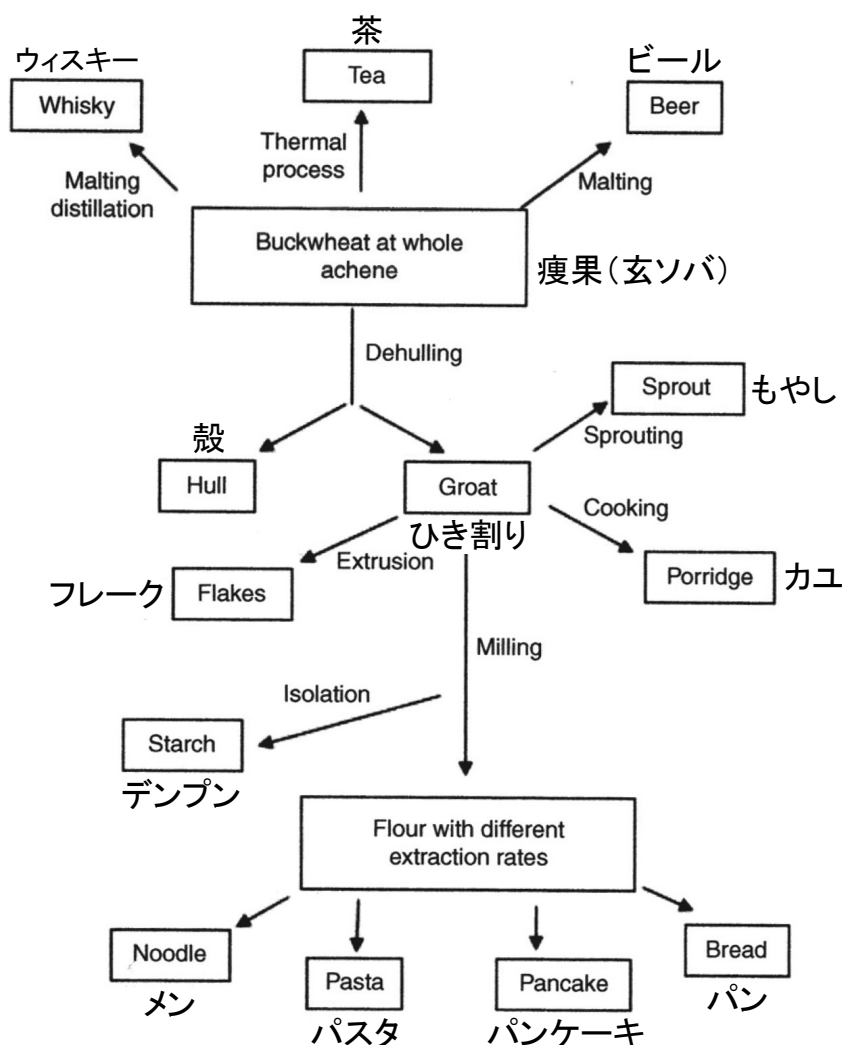 茶
ウィスキー
Tea
ビール
Whisky
Beer
Thermal
process
Malting
distillation
Malting
Buckwheat at whole
achene
痩果(玄ソバ)
Dehulling
Sprout
もやし
殻
Sprouting
Hull
Groat
Cooking
ひき割り
Extrusion
フレーク
Flakes
Porridge
カユ
Milling
Isolation
Starch
デンプン
Flour with different
extraction rates
Noodle
メン
Pasta
パスタ
Pancake
パンケーキ
Bread
パン